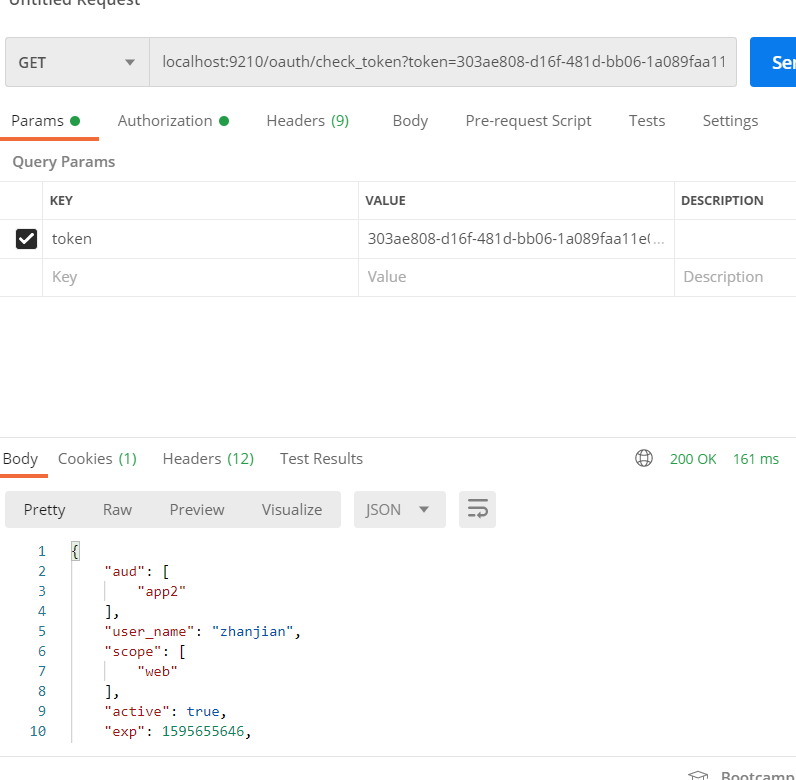 Untitled Request
GET localhost:9210/oauth/check_token?token=303ae808-d16f-481d-bb06-1a089faa11
Params Authorization Headers (9) Body Pre-request Script Tests Settings
Query Params
KEY VALUE DESCRIPTION
token 303ae808-d16f-481d-bb06-1a089faa11e(...
Key Value Description
Body Cookies (1) Headers (12) Test Results 200 OK 161 ms
Pretty Raw Preview Visualize JSON
1 {
2 "aud": [
3 "app2"
4 ],
5 "user_name": "zhanjian",
6 "scope": [
7 "web"
8 ],
9 "active": true,
10 "exp": 1595655646,
Bootcamp